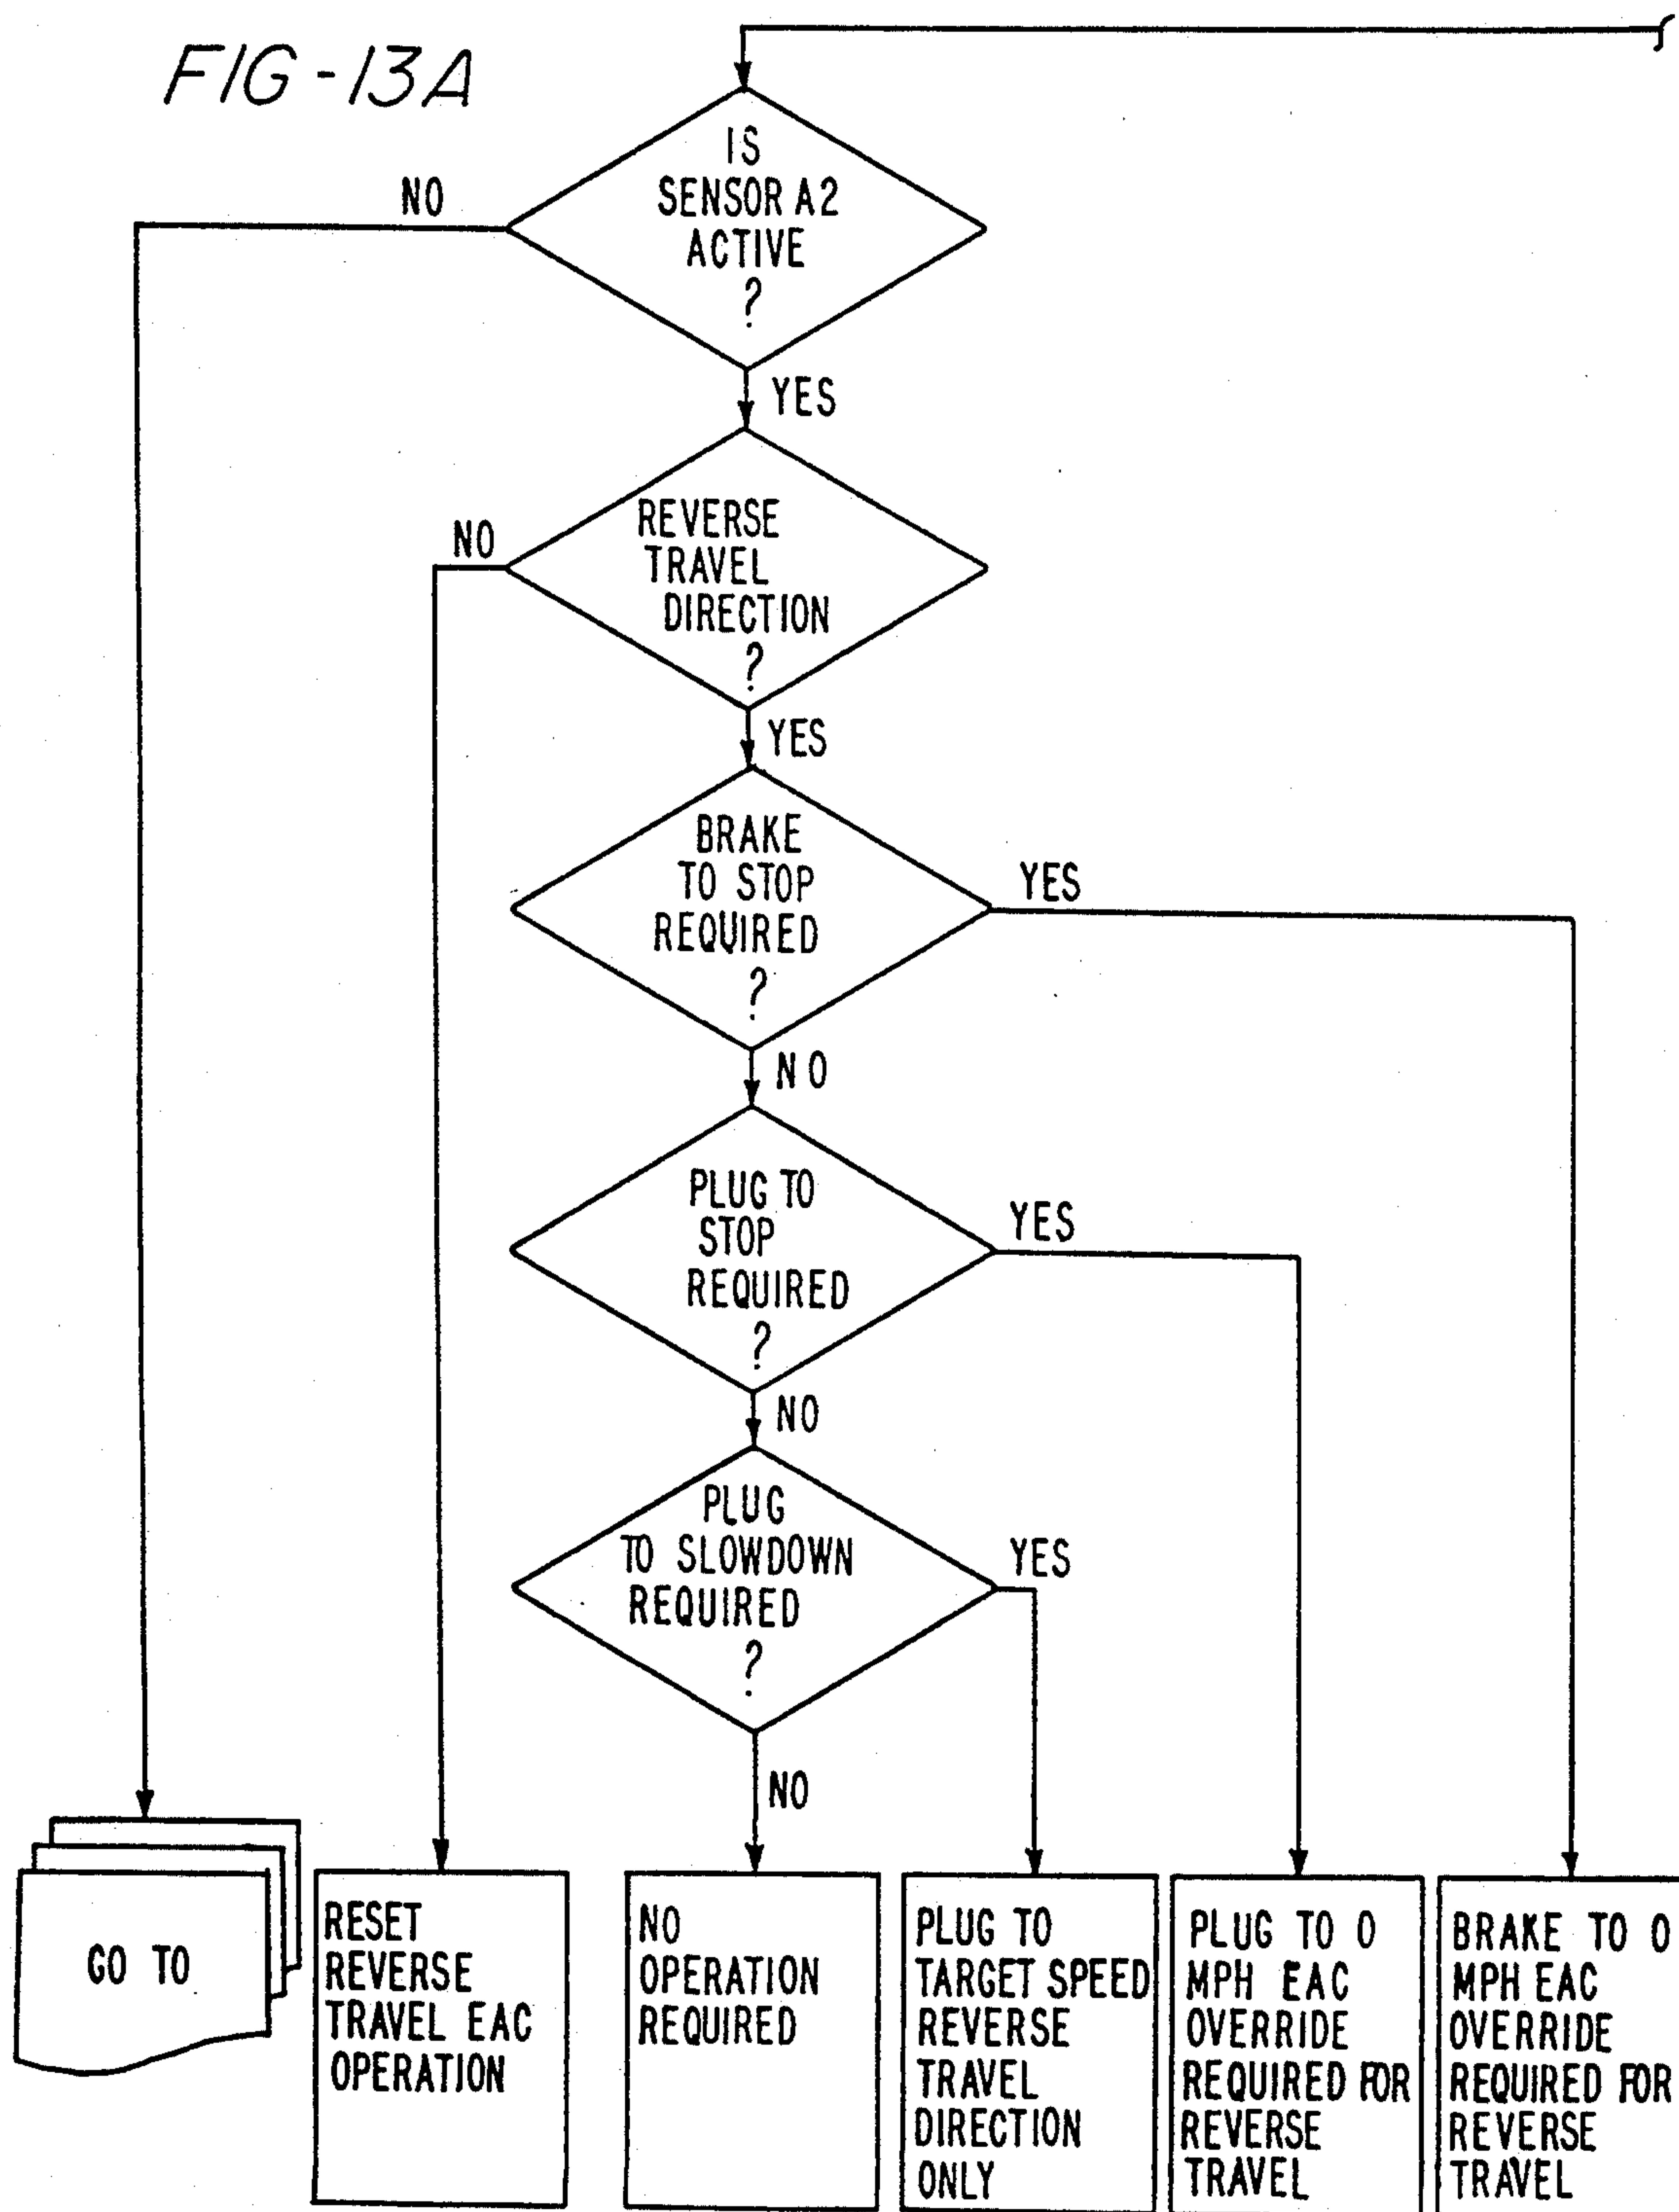 FIG-13A
IS
SENSOR A2
ACTIVE
?
NO
YES
REVERSE
TRAVEL
DIRECTION
?
NO
YES
BRAKE
TO STOP
REQUIRED
?
YES
NO
PLUG TO
STOP
REQUIRED
?
YES
NO
PLUG
TO SLOWDOWN
REQUIRED
?
YES
NO
GO TO
RESET
REVERSE
TRAVEL EAC
OPERATION
NO
OPERATION
REQUIRED
PLUG TO
TARGET SPEED
REVERSE
TRAVEL
DIRECTION
ONLY
PLUG TO 0
MPH EAC
OVERRIDE
REQUIRED FOR
REVERSE
TRAVEL
BRAKE TO 0
MPH EAC
OVERRIDE
REQUIRED FOR
REVERSE
TRAVEL